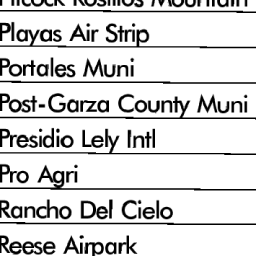 Pitcock Rosillos Mountain
Playas Air Strip
Portales Muni
Post-Garza County Muni
Presidio Lely Intl
Pro Agri
Rancho Del Cielo
Reese Airpark